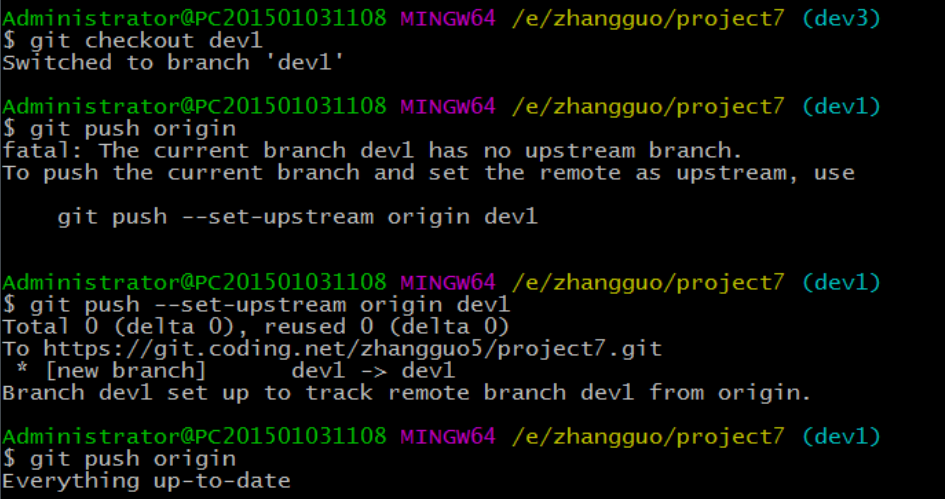 Administrator@PC201501031108 MINGW64 /e/zhangguo/project7 (dev3)
$ git checkout dev1
Switched to branch 'dev1'
Administrator@PC201501031108 MINGW64 /e/zhangguo/project7 (dev1)
$ git push origin
fatal: The current branch dev1 has no upstream branch.
To push the current branch and set the remote as upstream, use
    git push --set-upstream origin dev1
Administrator@PC201501031108 MINGW64 /e/zhangguo/project7 (dev1)
$ git push --set-upstream origin dev1
Total 0 (delta 0), reused 0 (delta 0)
To https://git.coding.net/zhangguo5/project7.git
 * [new branch]      dev1 -> dev1
Branch dev1 set up to track remote branch dev1 from origin.
Administrator@PC201501031108 MINGW64 /e/zhangguo/project7 (dev1)
$ git push origin
Everything up-to-date